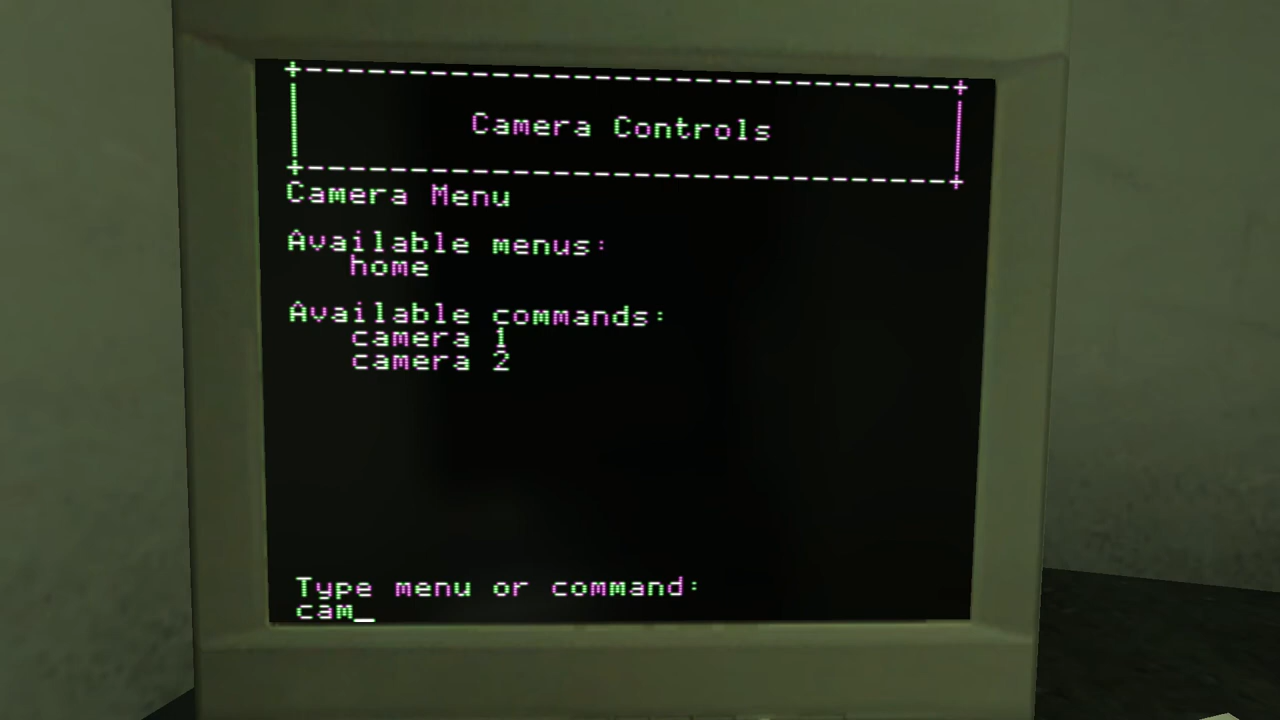 +----------------------------------+
Camera Controls
+----------------------------------+
Camera Menu
Available menus:
home
Available commands:
camera 1
camera 2
Type menu or command:
cam_